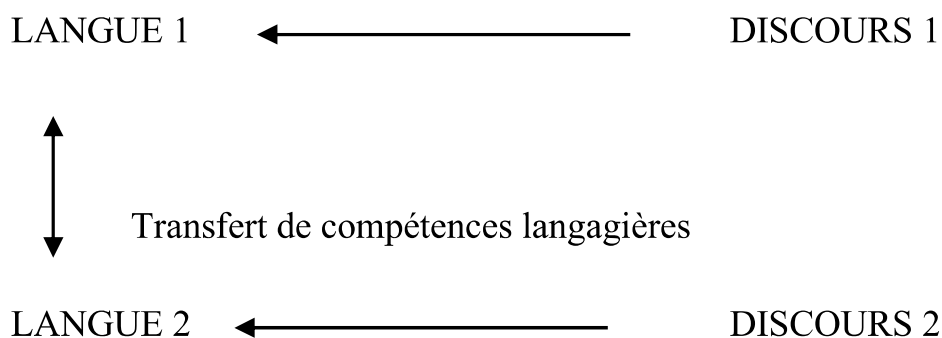 LANGUE 1 DISCOURS 1
Transfert de compétences langagières
LANGUE 2 DISCOURS 2